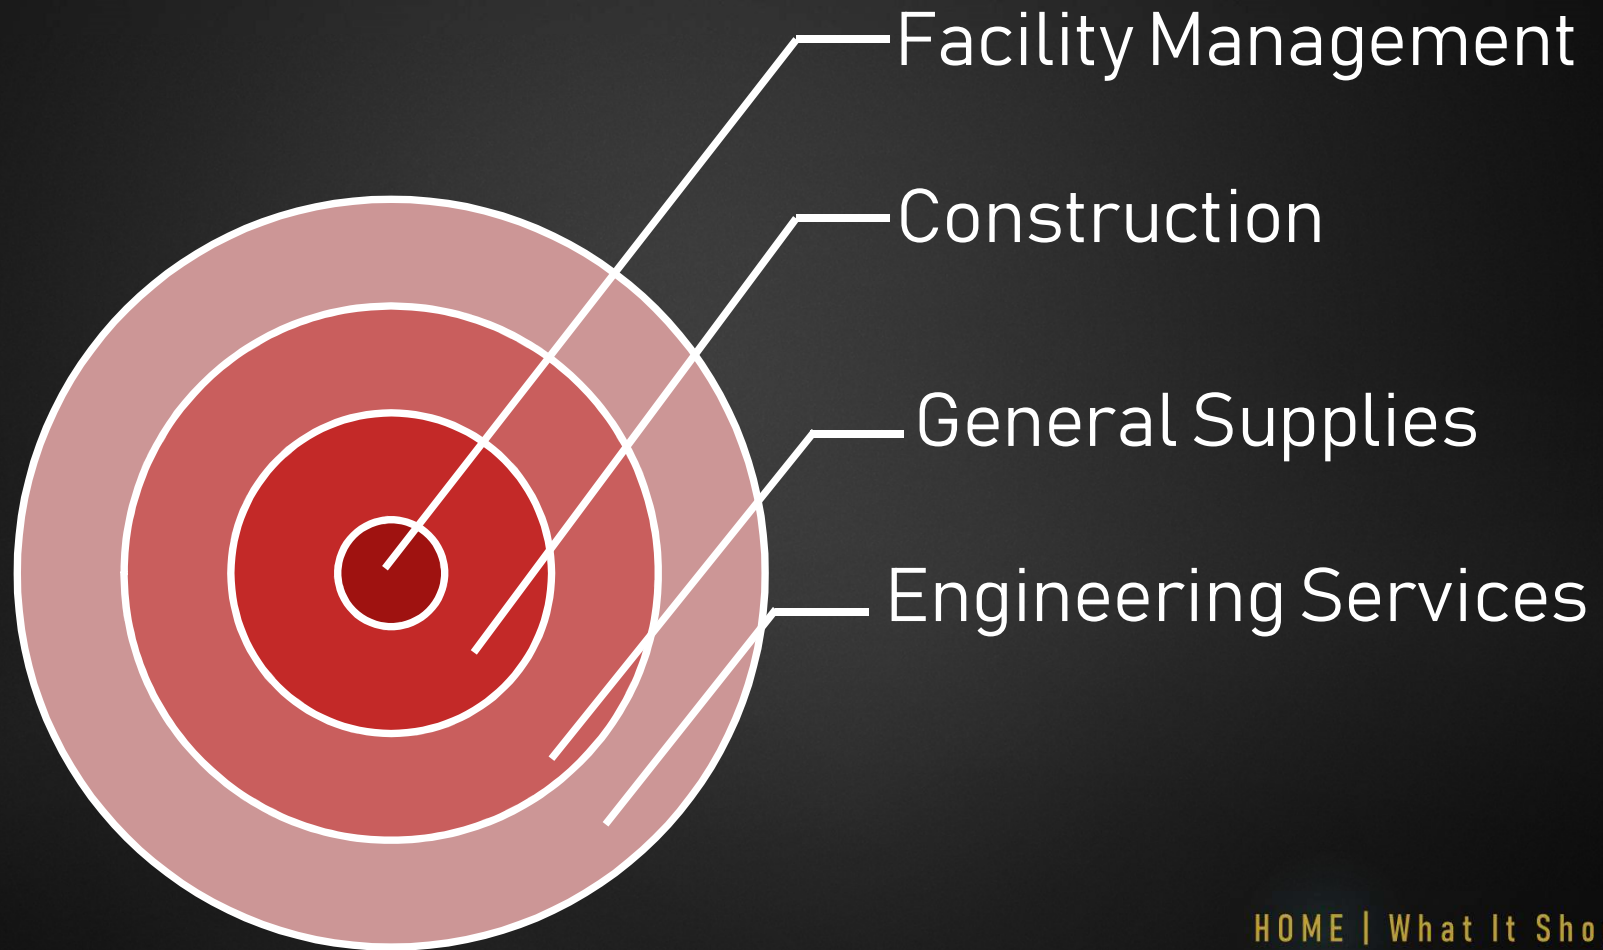 Facility Management
Construction
General Supplies
Engineering Services
HOME | What It Sho